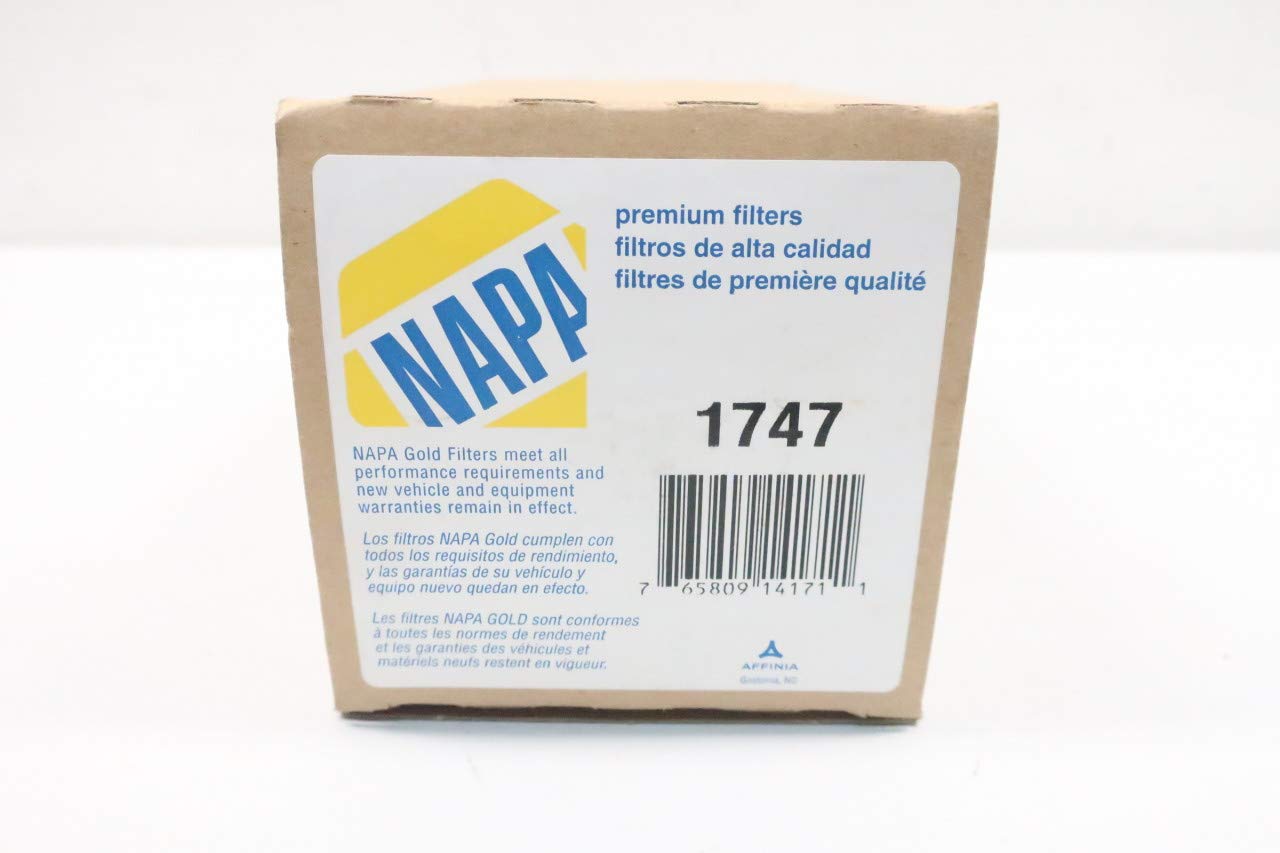 NAPA
premium filters
filtros de alta calidad
filtres de première qualité
1747
NAPA Gold Filters meet all
performance requirements and
new vehicle and equipment
warranties remain in effect.
Los filtros NAPA Gold cumplen con
todos los requisitos de rendimiento,
y las garantías de su vehículo y
equipo nuevo quedan en efecto.
Les filtres NAPA GOLD sont conformes
à toutes les normes de rendement
et les garanties des véhicules et
matériels neufs restent en vigueur.
7 65809 14171 1
AFFINIA
Gastonia, NC